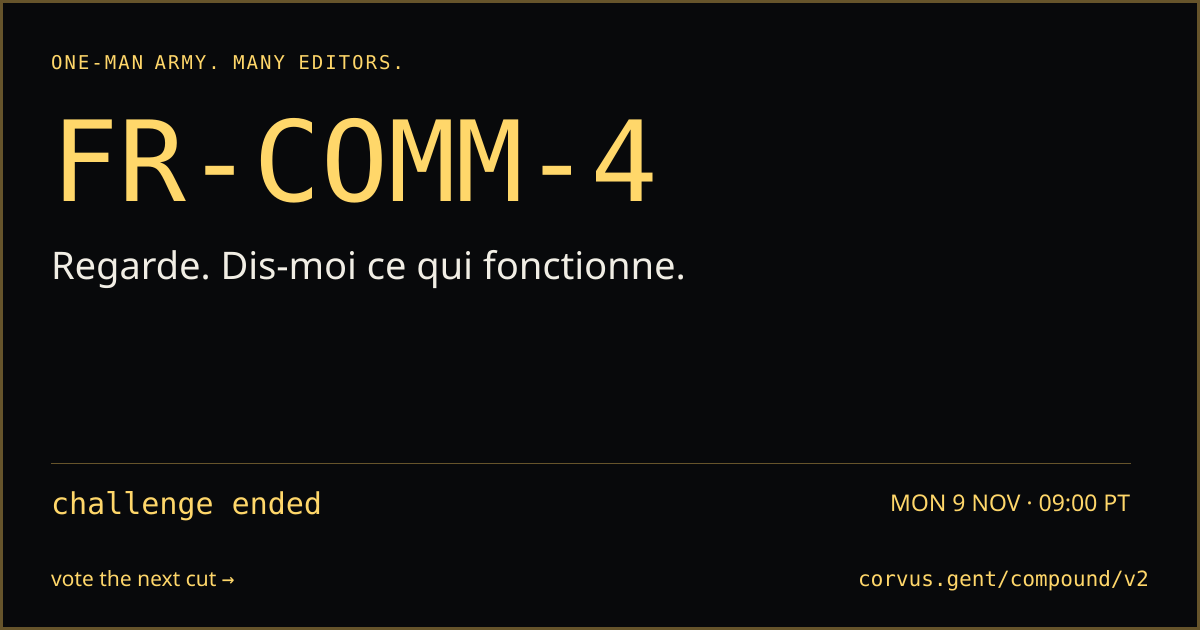 ONE-MAN ARMY. MANY EDITORS.
FR-COMM-4
Regarde. Dis-moi ce qui fonctionne.
challenge ended
MON 9 NOV · 09:00 PT
vote the next cut →
corvus.gent/compound/v2